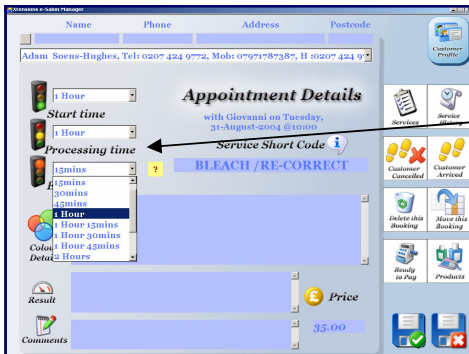 Xtensions e-Salon Manager
Name Phone Address Postcode
Adam Soens-Hughes, Tel: 0207 424 9772, Mob: 07971787387, H :0207 424 9
Customer
Profile
1 Hour
Start time
Appointment Details
with Giovanni on Tuesday,
31-August-2004 @10:00
1 Hour
Processing time
Service Short Code i
15mins
?
BLEACH /RE-CORRECT
15mins
30mins
45mins
1 Hour
1 Hour 15mins
1 Hour 30mins
1 Hour 45mins
2 Hours
F
Colou
Detai
Services
Service
History
Customer
Cancelled
Customer
Arrived
Delete this
Booking
Move this
Booking
Ready
to Pay
Products
Result
£ Price
35.00
Comments